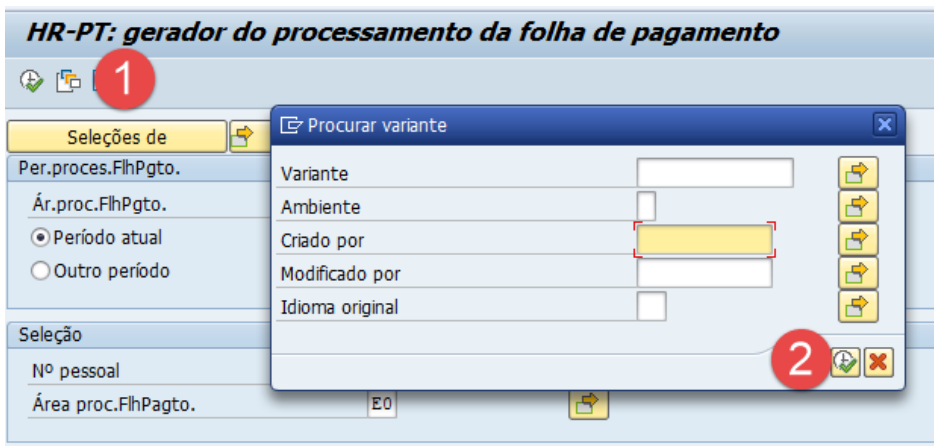 HR-PT: gerador do processamento da folha de pagamento
1
Seleções de
Per.proces.FlhPgto.
Ár.proc.FlhPgto.
Período atual
Outro período
Procurar variante
Variante
Ambiente
Criado por
Modificado por
Idioma original
2
Seleção
Nº pessoal
Área proc.FlhPagto.
E0